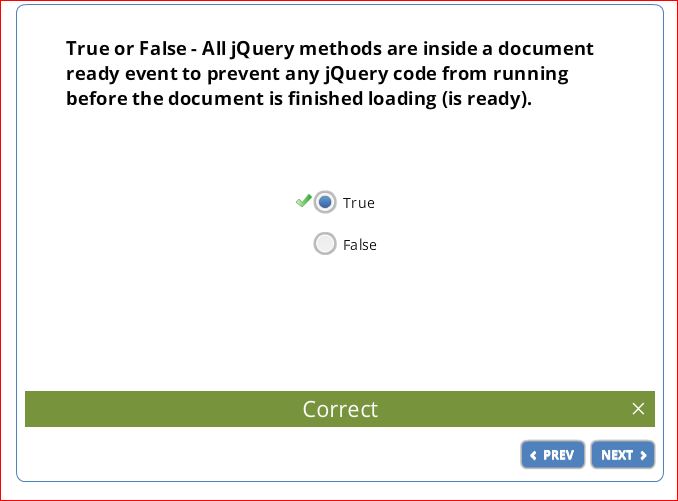 True or False - All jQuery methods are inside a document
ready event to prevent any jQuery code from running
before the document is finished loading (is ready).
True
False
Correct
PREV
NEXT